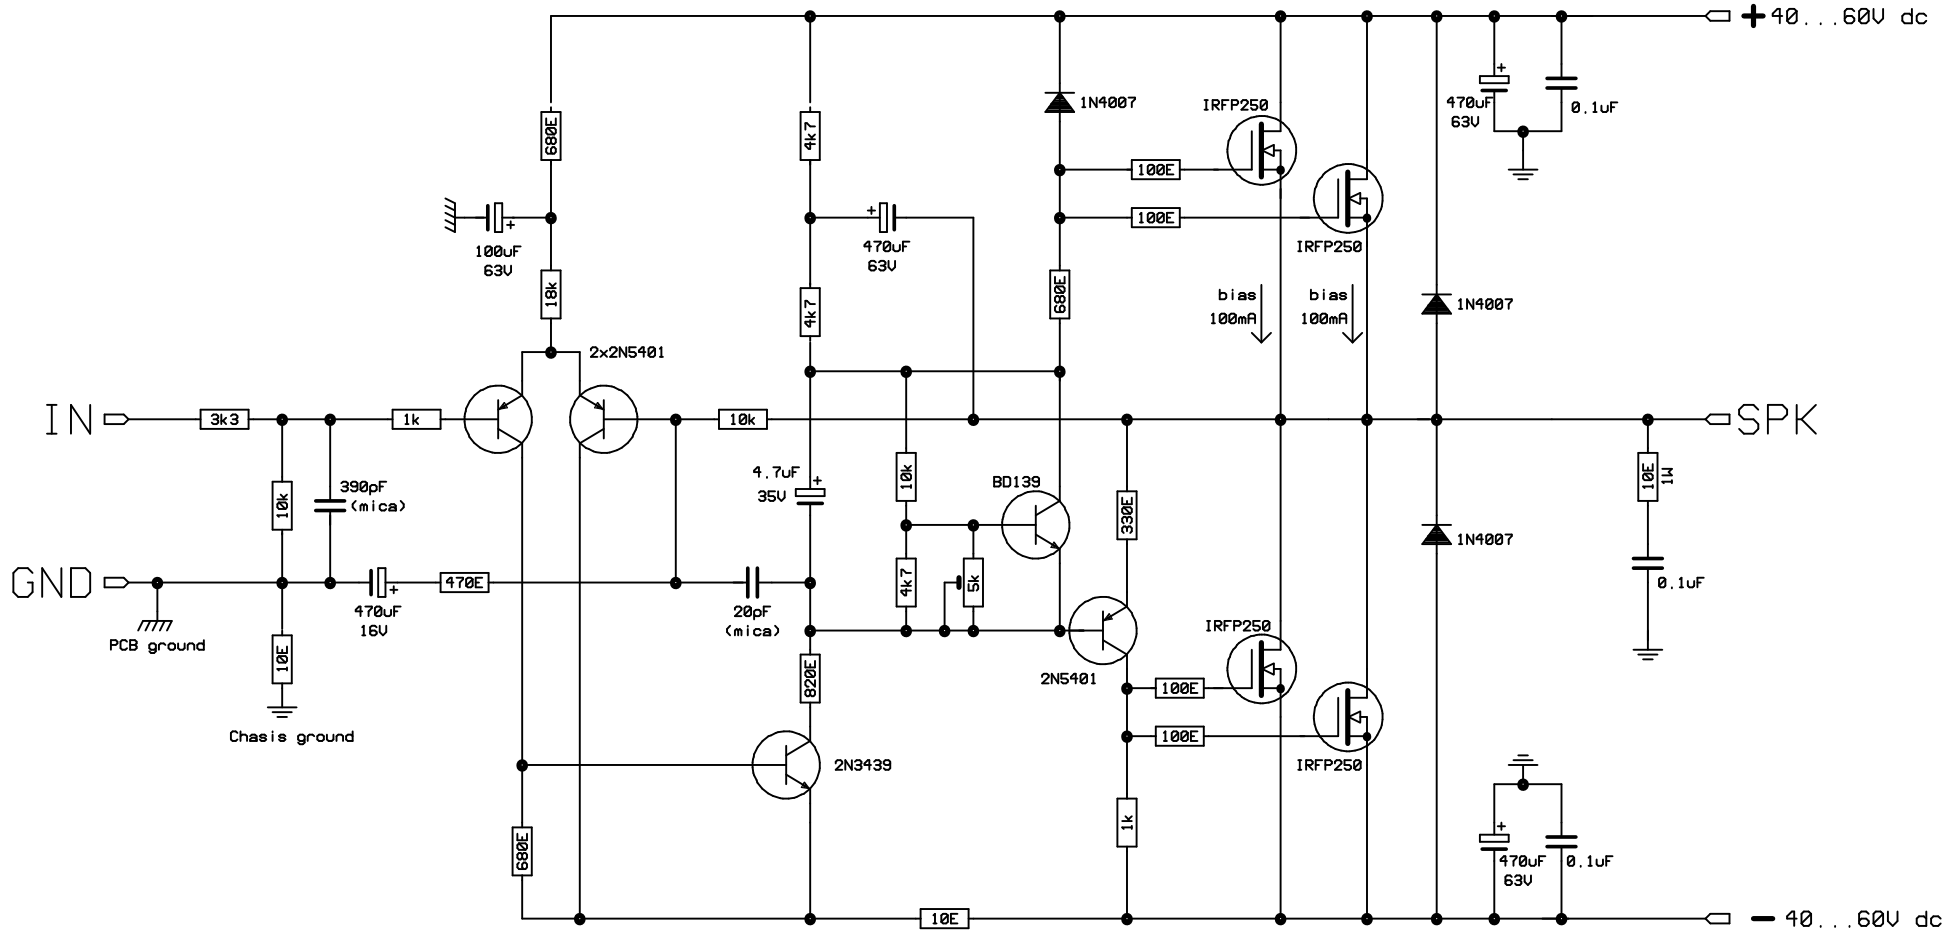 + 40...60V dc
680E
4k7
1N4007
IRFP250
470uF
63V
0.1uF
100E
100uF
63V
470uF
63V
100E
IRFP250
18k
4k7
680E
bias
100mA
bias
100mA
1N4007
2x2N5401
IN
3k3
1k
10k
SPK
10k
390pF
(mica)
4.7uF
35V
10k
BD139
330E
10E
1W
1N4007
GND
470uF
16V
470E
20pF
(mica)
4k7
5k
0.1uF
PCB ground
10E
820E
2N5401
IRFP250
100E
Chasis ground
100E
IRFP250
2N3439
680E
1k
470uF
63V
0.1uF
10E
- 40...60V dc